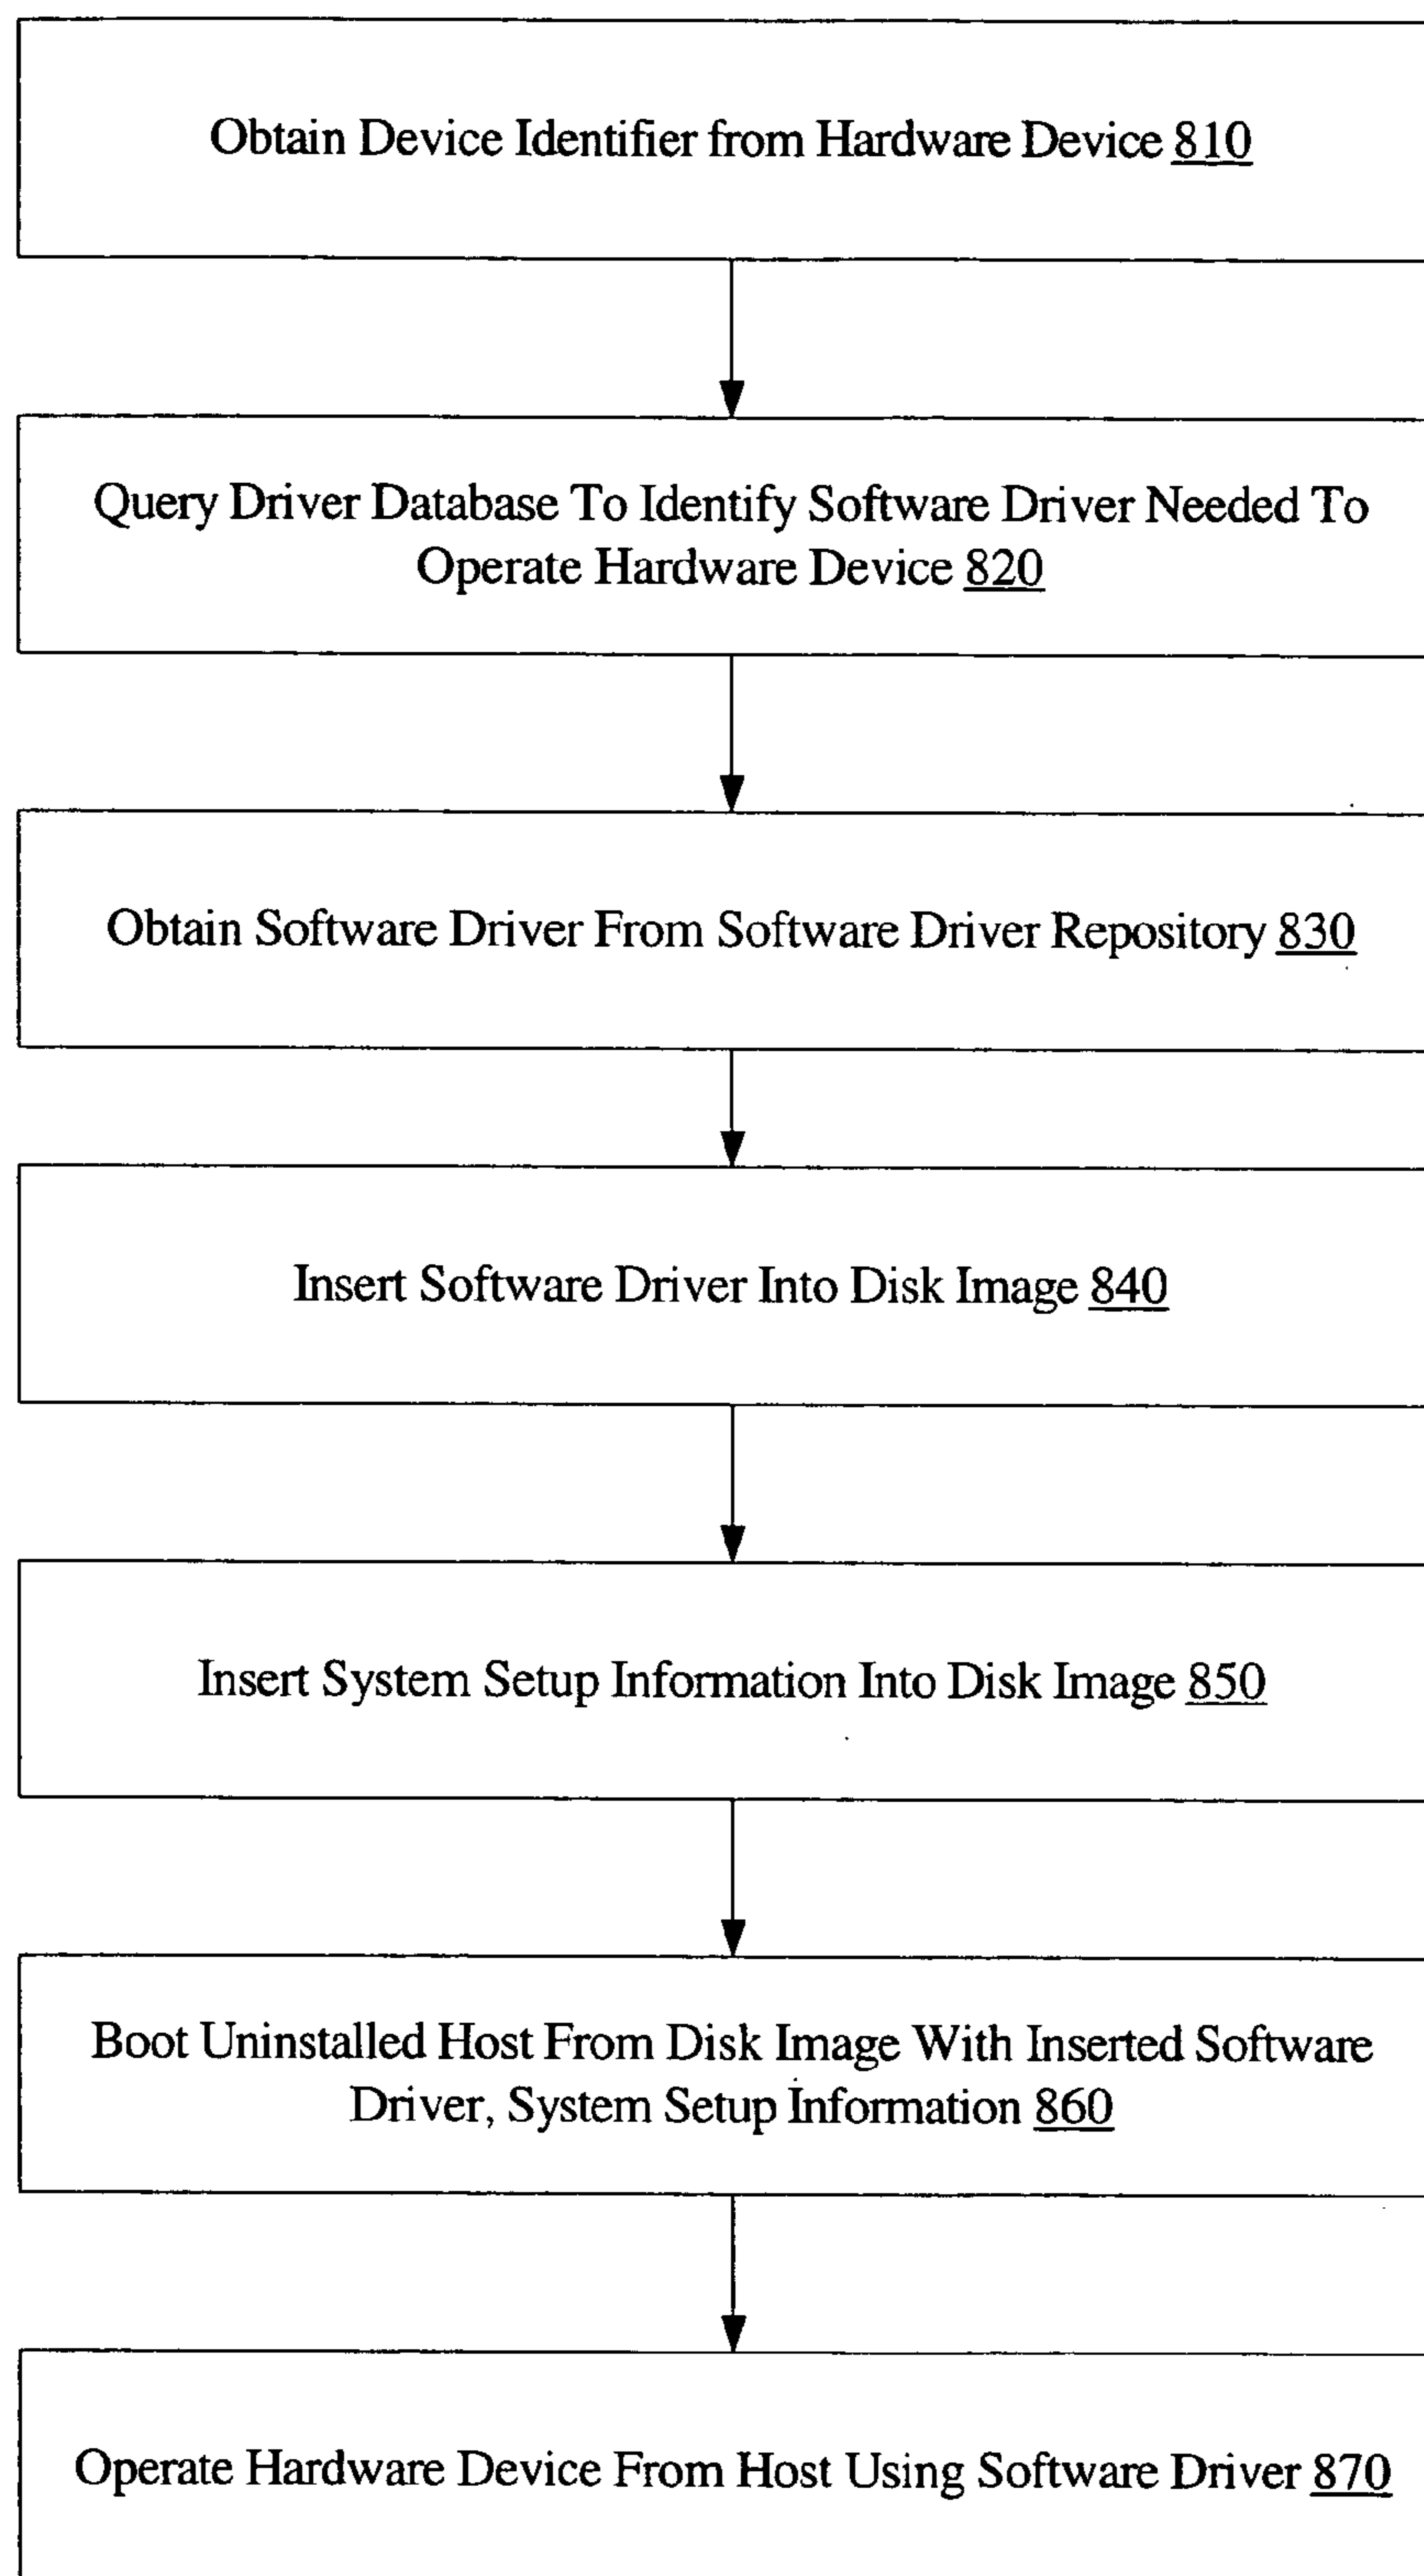 Obtain Device Identifier from Hardware Device 810
Query Driver Database To Identify Software Driver Needed To
Operate Hardware Device 820
Obtain Software Driver From Software Driver Repository 830
Insert Software Driver Into Disk Image 840
Insert System Setup Information Into Disk Image 850
Boot Uninstalled Host From Disk Image With Inserted Software
Driver, System Setup Information 860
Operate Hardware Device From Host Using Software Driver 870